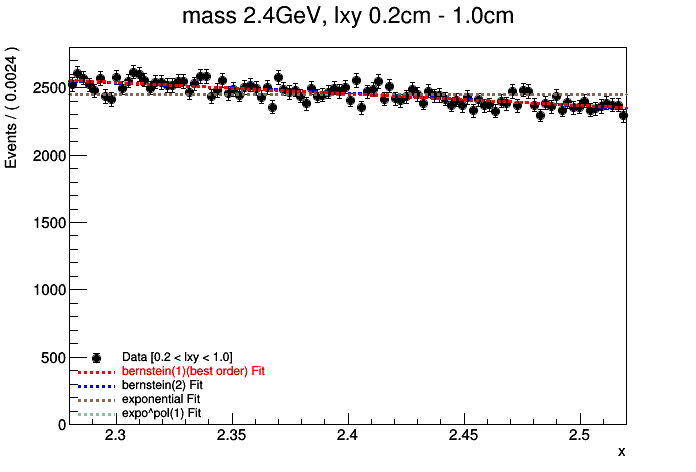 mass 2.4GeV, lxy 0.2cm - 1.0cm
Events / ( 0.0024 )
2500
2000
1500
1000
500
0
Data [0.2 < lxy < 1.0]
bernstein(1)(best order) Fit
bernstein(2) Fit
exponential Fit
expo^pol(1) Fit
2.3 2.35 2.4 2.45 2.5
x